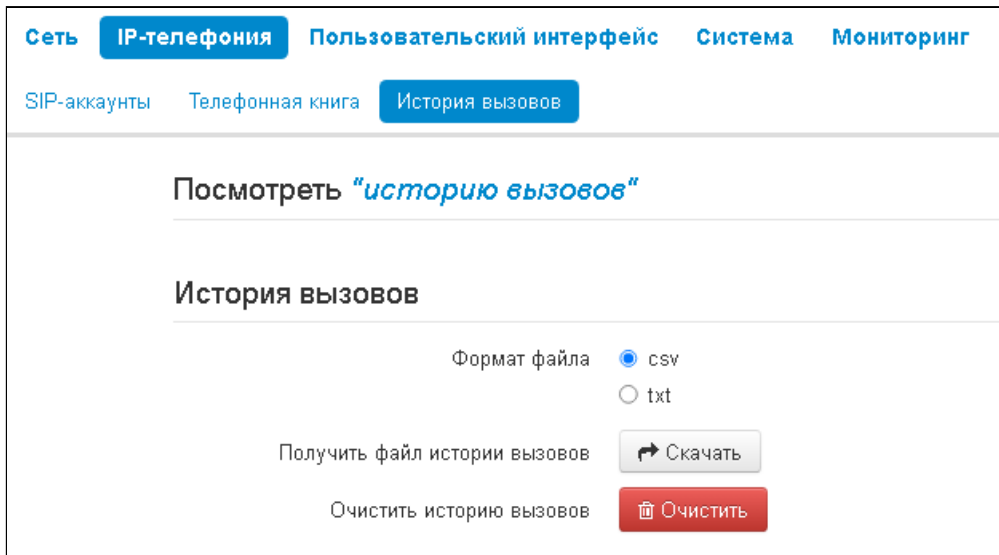 Сеть IP-телефония Пользовательский интерфейс Система Мониторинг
SIP-аккаунты Телефонная книга История вызовов
Посмотреть "историю вызовов"
История вызовов
Формат файла csv
txt
Получить файл истории вызовов Скачать
Очистить историю вызовов Очистить